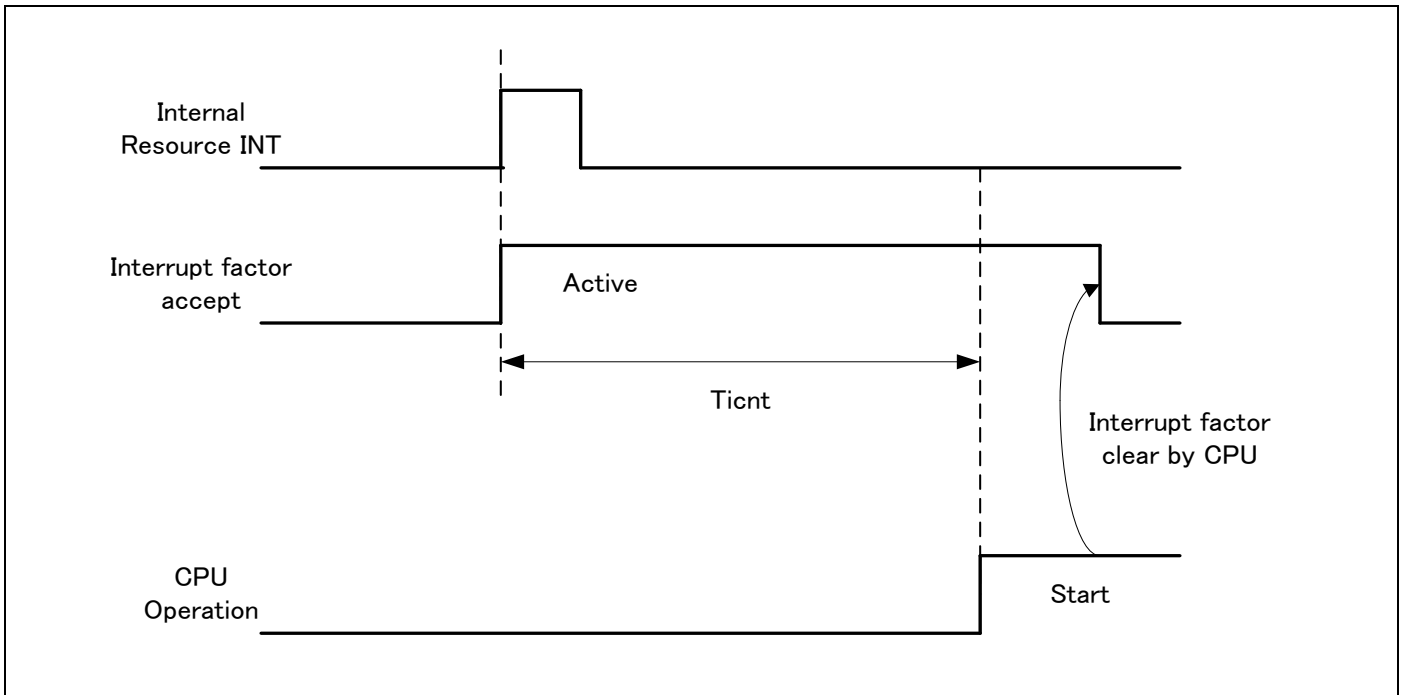 Internal
Resource INT
Interrupt factor
accept
Active
Ticnt
Interrupt factor
clear by CPU
CPU
Operation
Start